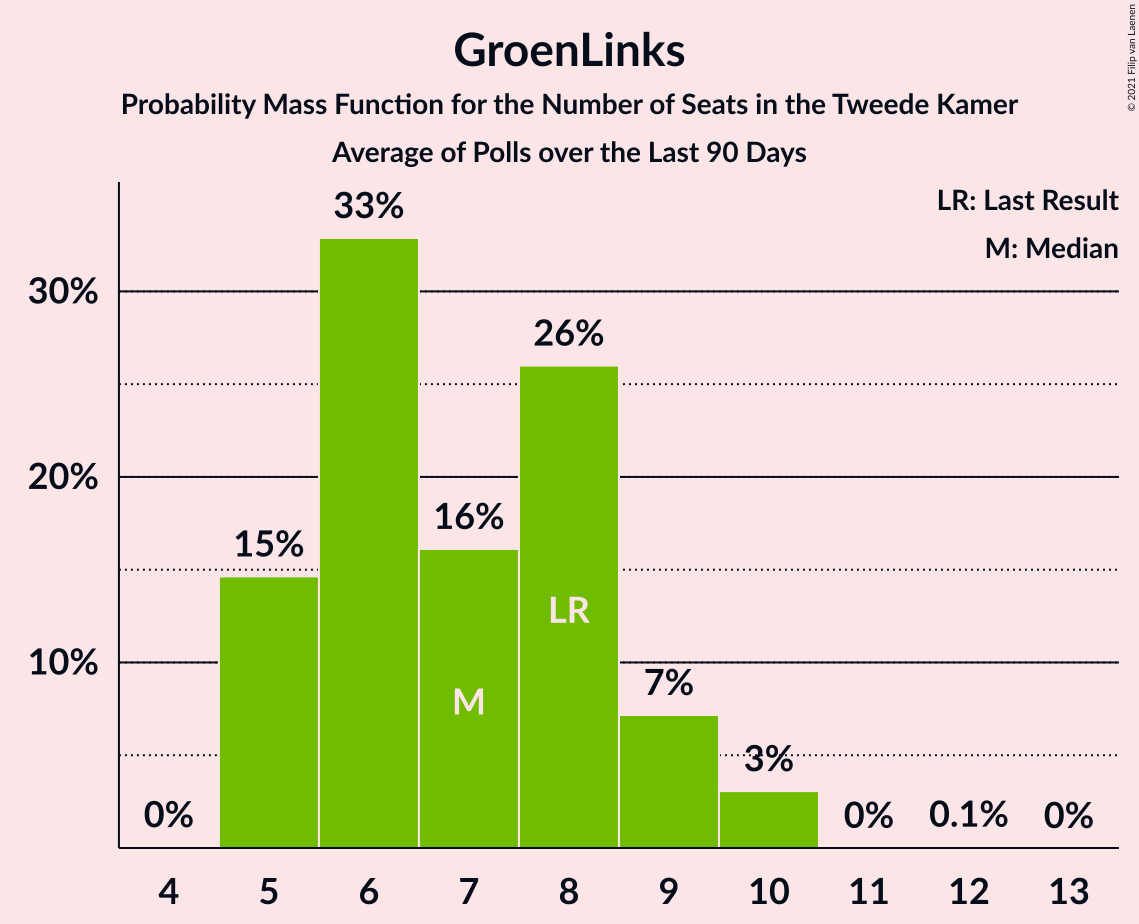 GroenLinks
Probability Mass Function for the Number of Seats in the Tweede Kamer
Average of Polls over the Last 90 Days
© 2021 Filip van Laenen
LR: Last Result
M: Median
30%
20%
10%
0%
15%
33%
16%
26%
7%
3%
0%
0.1%
0%
M
LR
4 5 6 7 8 9 10 11 12 13